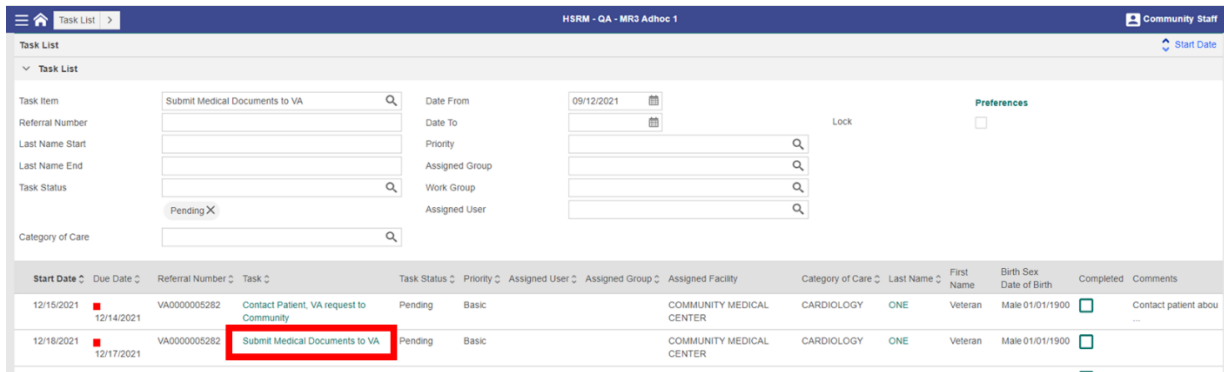 Task List > HSRM - QA - MR3 Adhoc 1 Community Staff
Task List Start Date
Task List
Task Item Submit Medical Documents to VA Date From 09/12/2021 Preferences
Referral Number Date To Lock
Last Name Start Priority
Last Name End Assigned Group
Task Status Work Group
Pending X Assigned User
Category of Care
Start Date Due Date Referral Number Task Task Status Priority Assigned User Assigned Group Assigned Facility Category of Care Last Name First Name Birth Sex Date of Birth Completed Comments
12/15/2021 12/14/2021 VA0000005282 Contact Patient, VA request to Community Pending Basic COMMUNITY MEDICAL CENTER CARDIOLOGY ONE Veteran Male 01/01/1900 Contact patient abou ...
12/18/2021 12/17/2021 VA0000005282 Submit Medical Documents to VA Pending Basic COMMUNITY MEDICAL CENTER CARDIOLOGY ONE Veteran Male 01/01/1900